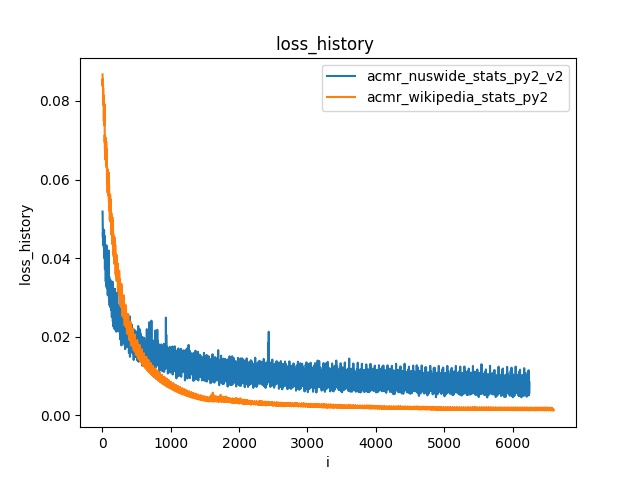 loss_history
acmr_nuswide_stats_py2_v2
acmr_wikipedia_stats_py2
0.08
0.06
0.04
0.02
0.00
loss_history
0 1000 2000 3000 4000 5000 6000
i